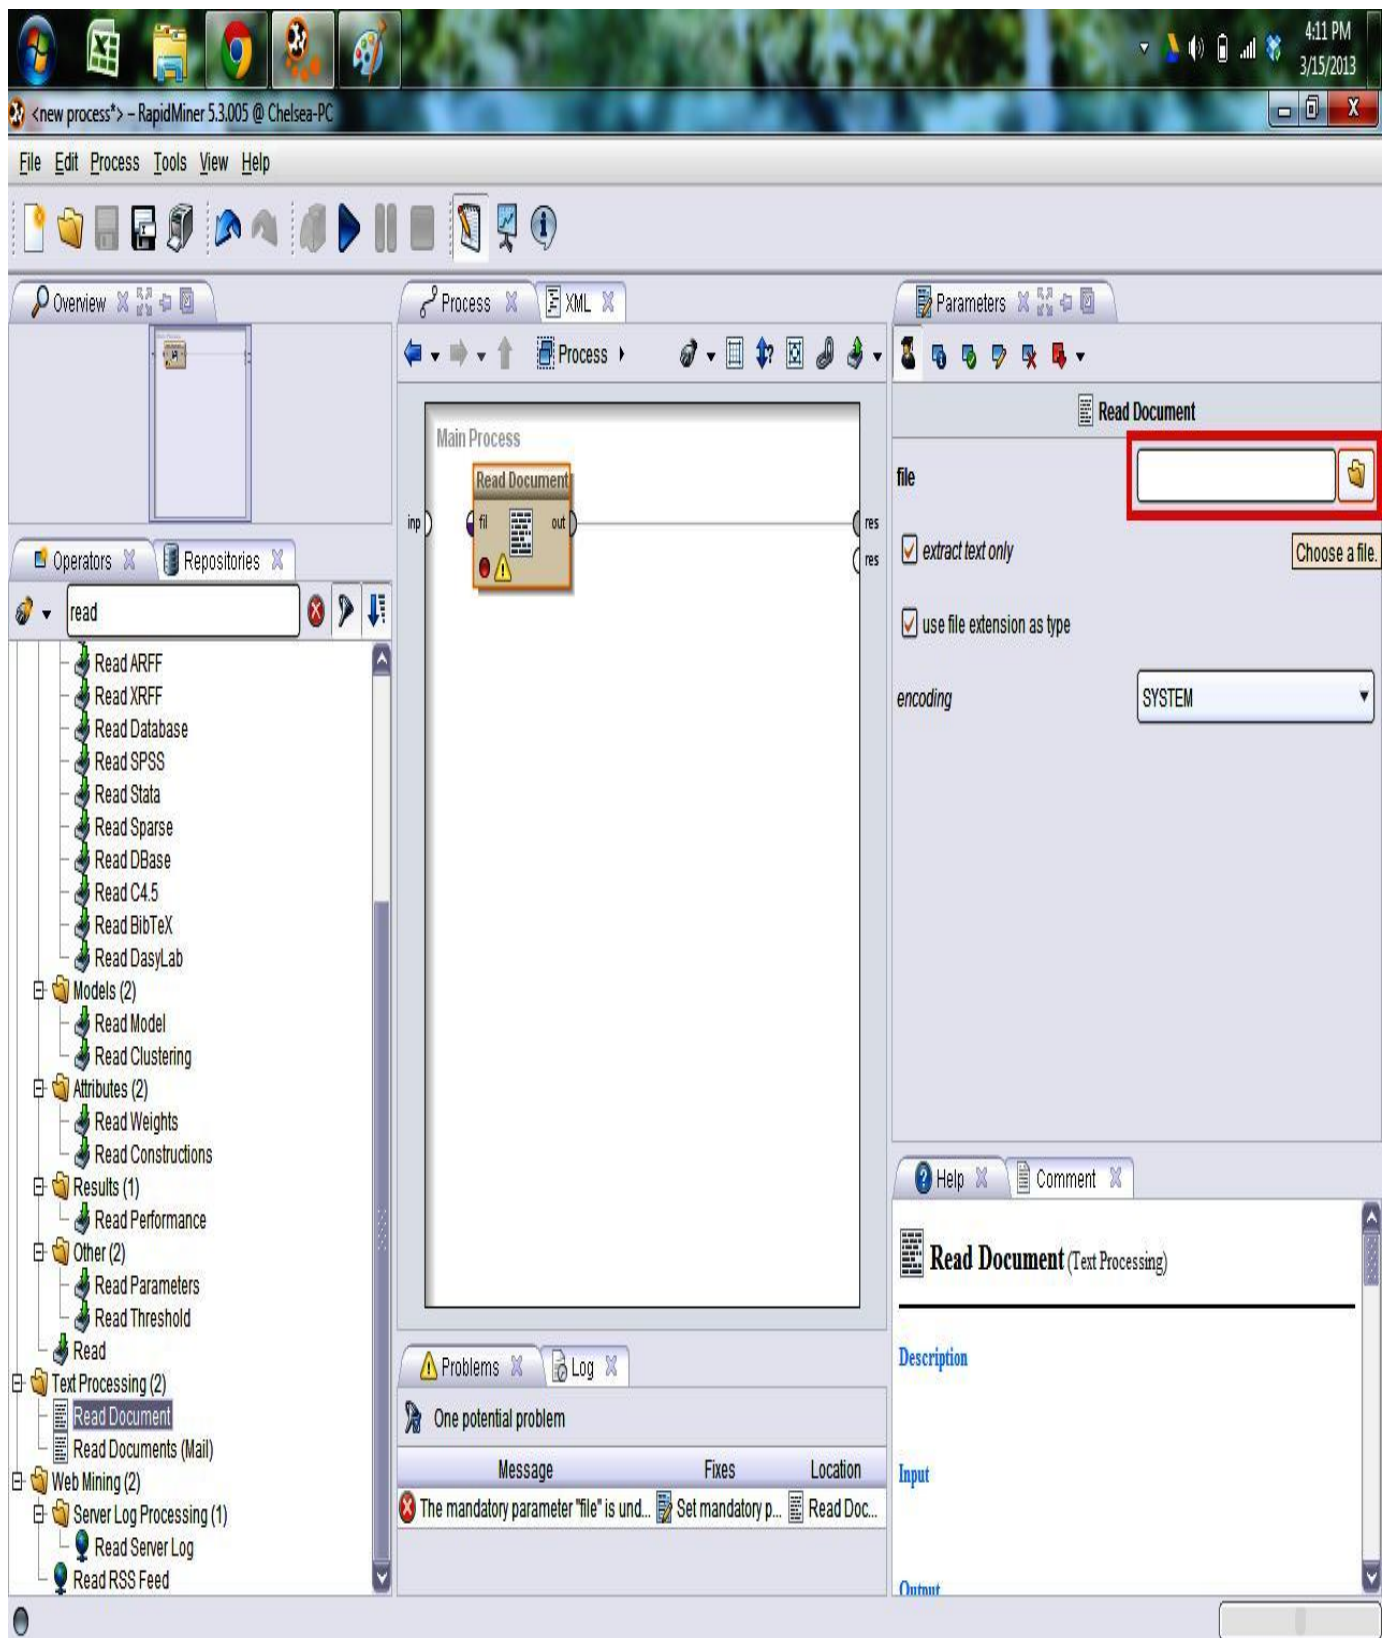 4:11 PM
3/15/2013
<new process*> – RapidMiner 5.3.005 @ Chelsea-PC
File Edit Process Tools View Help
Overview
Process XML
Process
Main Process
Read Document
inp fil out res
res
Parameters
Read Document
file
extract text only
Choose a file.
use file extension as type
encoding SYSTEM
Operators Repositories
read
Read ARFF
Read XRFF
Read Database
Read SPSS
Read Stata
Read Sparse
Read DBase
Read C4.5
Read BibTeX
Read DasyLab
Models (2)
Read Model
Read Clustering
Attributes (2)
Read Weights
Read Constructions
Results (1)
Read Performance
Other (2)
Read Parameters
Read Threshold
Read
Text Processing (2)
Read Document
Read Documents (Mail)
Web Mining (2)
Server Log Processing (1)
Read Server Log
Read RSS Feed
Problems Log
One potential problem
Message Fixes Location
The mandatory parameter "file" is und... Set mandatory p... Read Doc...
Help Comment
Read Document (Text Processing)
Description
Input
Output